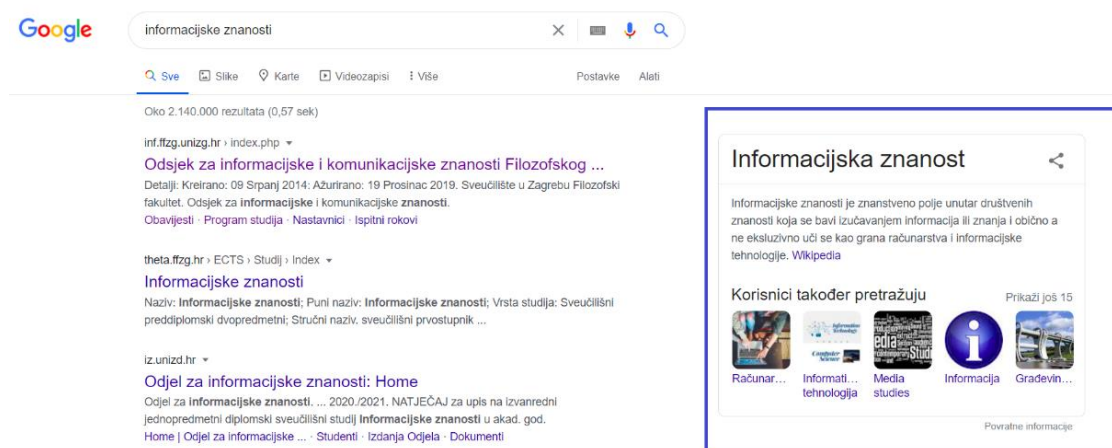 Google
informacijske znanosti
Sve Slike Karte Videozapisi Više Postavke Alati
Oko 2.140.000 rezultata (0,57 sek)
inf.ffzg.unizg.hr › index.php
Odsjek za informacijske i komunikacijske znanosti Filozofskog ...
Detalji: Kreirano: 09 Srpanj 2014: Ažurirano: 19 Prosinac 2019. Sveučilište u Zagrebu Filozofski
fakultet. Odsjek za informacijske i komunikacijske znanosti.
Obavijesti · Program studija · Nastavnici · Ispitni rokovi
theta.ffzg.hr › ECTS › Studij › Index
Informacijske znanosti
Naziv: Informacijske znanosti; Puni naziv: Informacijske znanosti; Vrsta studija: Sveučilišni
preddiplomski dvopredmetni; Stručni naziv. sveučilišni prvostupnik ...
iz.unizd.hr
Odjel za informacijske znanosti: Home
Odjel za informacijske znanosti. ... 2020./2021. NATJEČAJ za upis na izvanredni
jednopredmetni diplomski sveučilišni studij Informacijske znanosti u akad. god.
Home | Odjel za informacijske ... · Studenti · Izdanja Odjela · Dokumenti
Informacijska znanost
Informacijske znanosti je znanstveno polje unutar društvenih
znanosti koja se bavi izučavanjem informacija ili znanja i obično a
ne ekskluzivno uči se kao grana računarstva i informacijske
tehnologije. Wikipedia
Korisnici također pretražuju Prikaži još 15
Information
Technology
Computer
Science
Računar... Informati... Media Informacija Građevin...
tehnologija studies
Povratne informacije